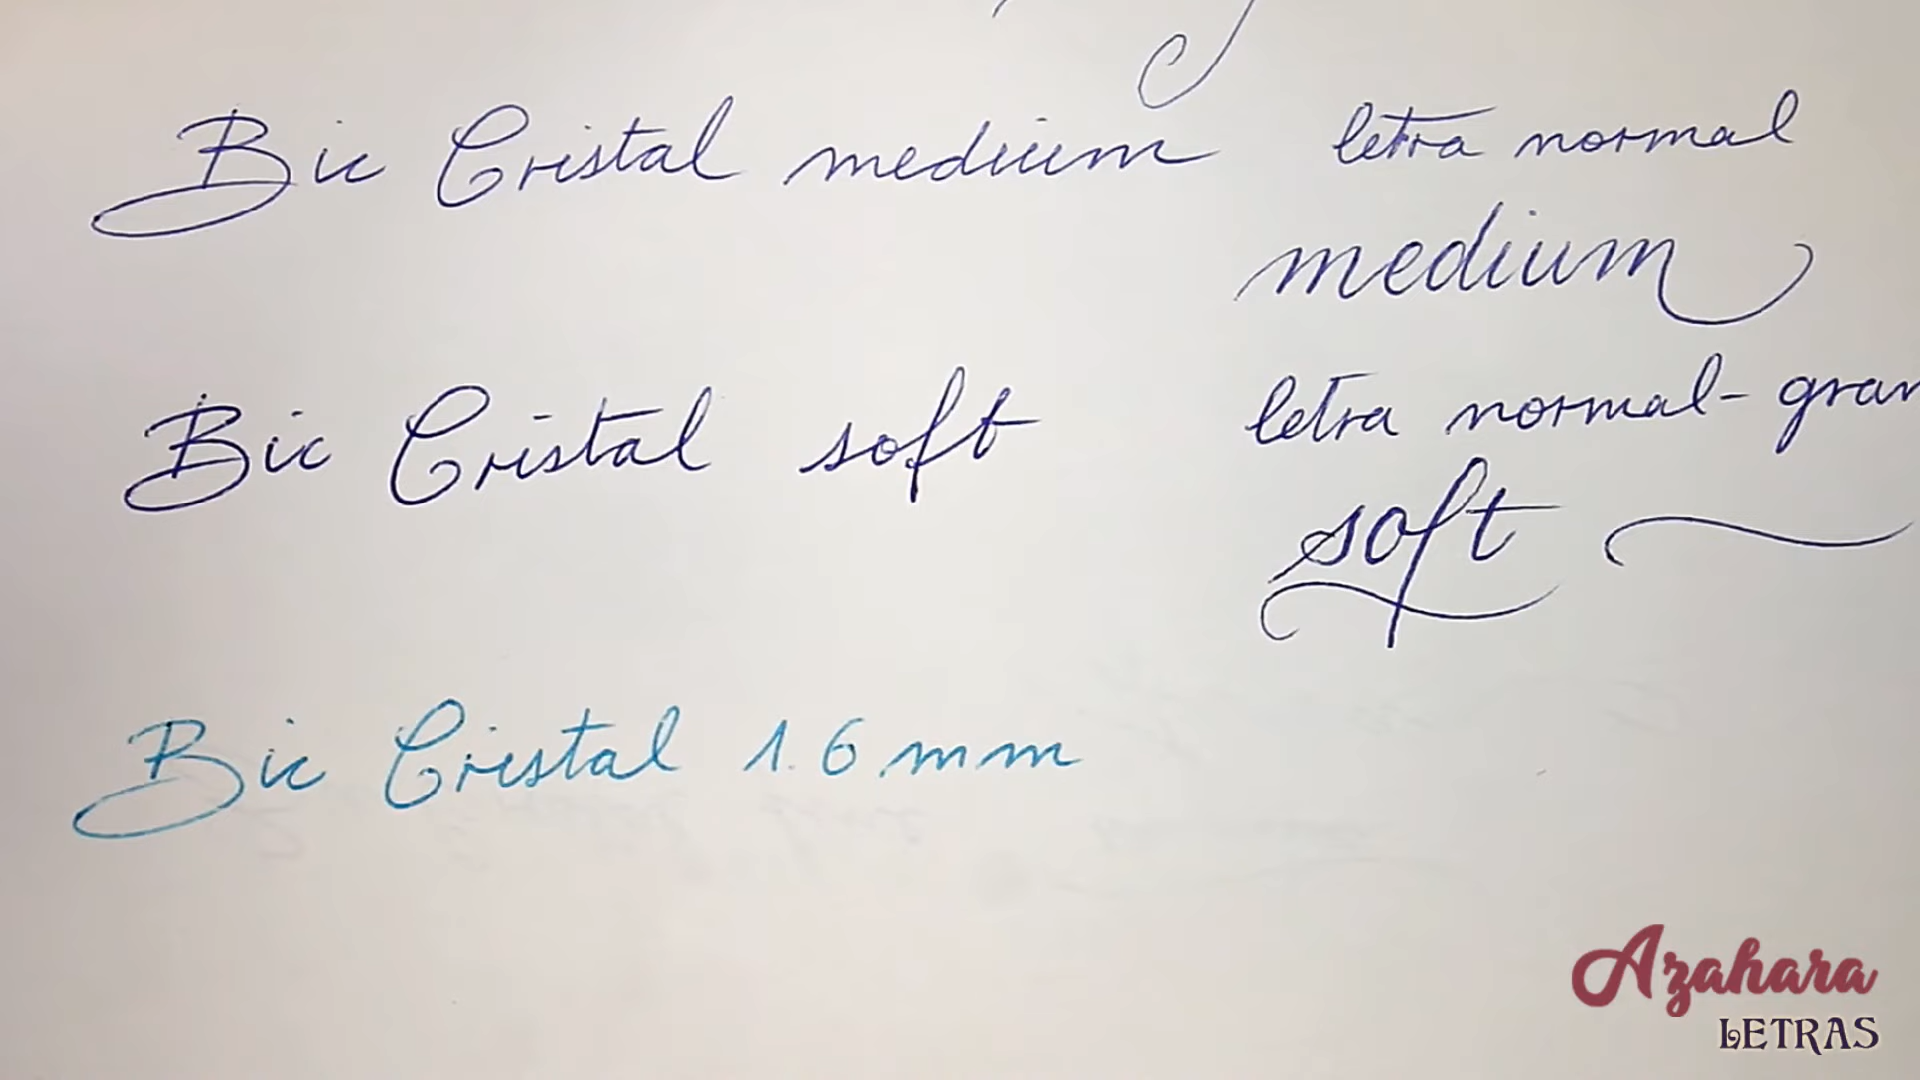 Bic Cristal medium letra normal
medium
Bic Cristal soft letra normal - gran
soft
Bic Cristal 1.6 mm
Azahara
LETRAS